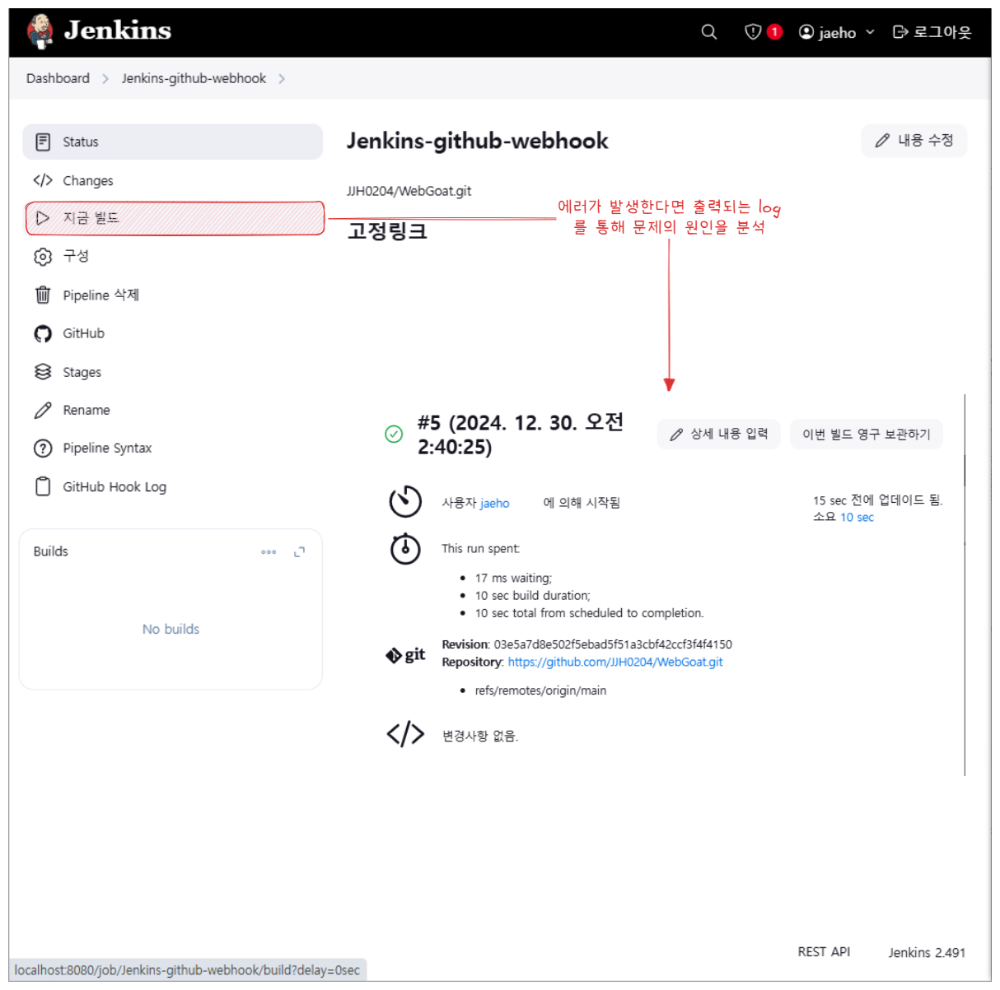 Jenkins
1
jaeho
로그아웃
Dashboard
Jenkins-github-webhook
Status
Changes
지금 빌드
구성
Pipeline 삭제
GitHub
Stages
Rename
Pipeline Syntax
GitHub Hook Log
Builds
No builds
Jenkins-github-webhook
내용 수정
JJH0204/WebGoat.git
고정링크
에러가 발생한다면 출력되는 log
를 통해 문제의 원인을 분석
#5 (2024. 12. 30. 오전
2:40:25)
상세 내용 입력
이번 빌드 영구 보관하기
사용자 jaeho 에 의해 시작됨
15 sec 전에 업데이드 됨.
소요 10 sec
This run spent:
• 17 ms waiting;
• 10 sec build duration;
• 10 sec total from scheduled to completion.
git
Revision: 03e5a7d8e502f5ebad5f51a3cbf42ccf3f4f4150
Repository: https://github.com/JJH0204/WebGoat.git
• refs/remotes/origin/main
변경사항 없음.
REST API
Jenkins 2.491
localhost:8080/job/Jenkins-github-webhook/build?delay=0sec